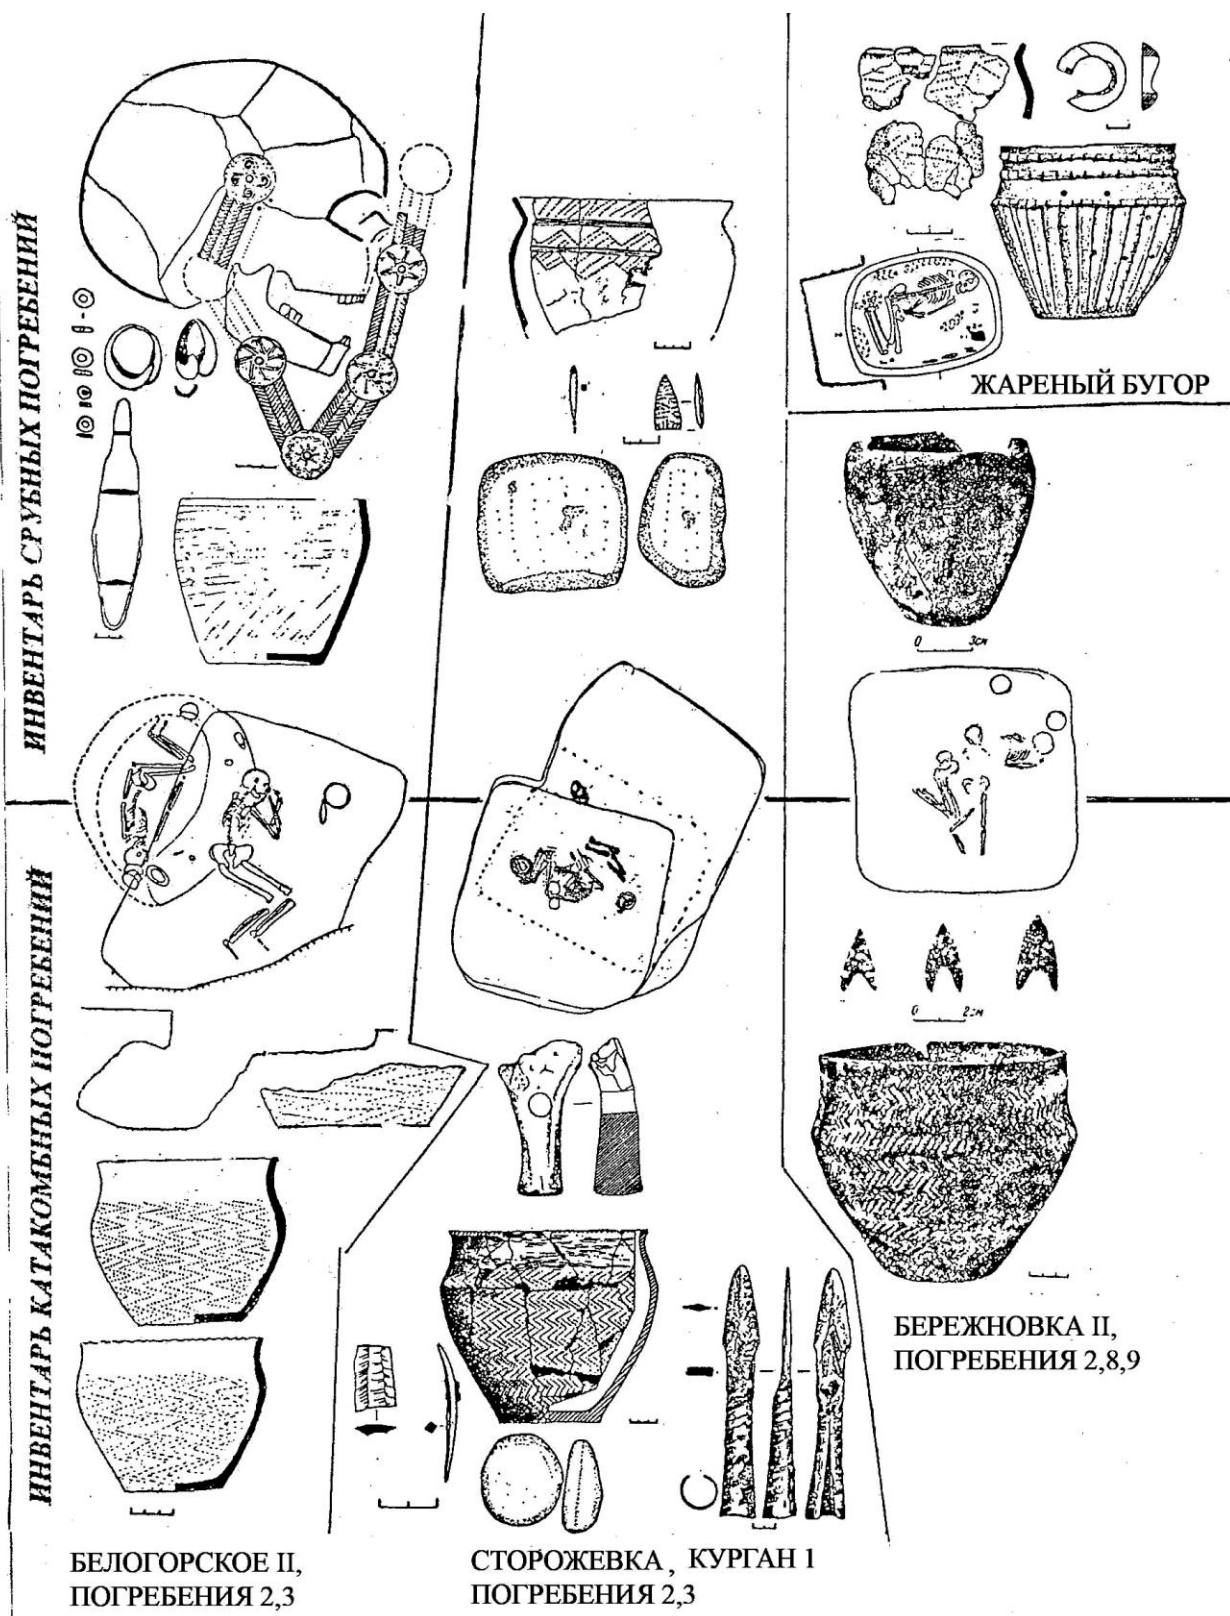 ИНВЕНТАРЬ СРУБНЫХ ПОГРЕБЕНИЙ
ЖАРЕНЫЙ БУГОР
0 3см
ИНВЕНТАРЬ КАТАКОМБНЫХ ПОГРЕБЕНИЙ
0 2см
БЕРЕЖНОВКА II,
ПОГРЕБЕНИЯ 2,8,9
БЕЛОГОРСКОЕ II,
ПОГРЕБЕНИЯ 2,3
СТОРОЖЕВКА, КУРГАН 1
ПОГРЕБЕНИЯ 2,3